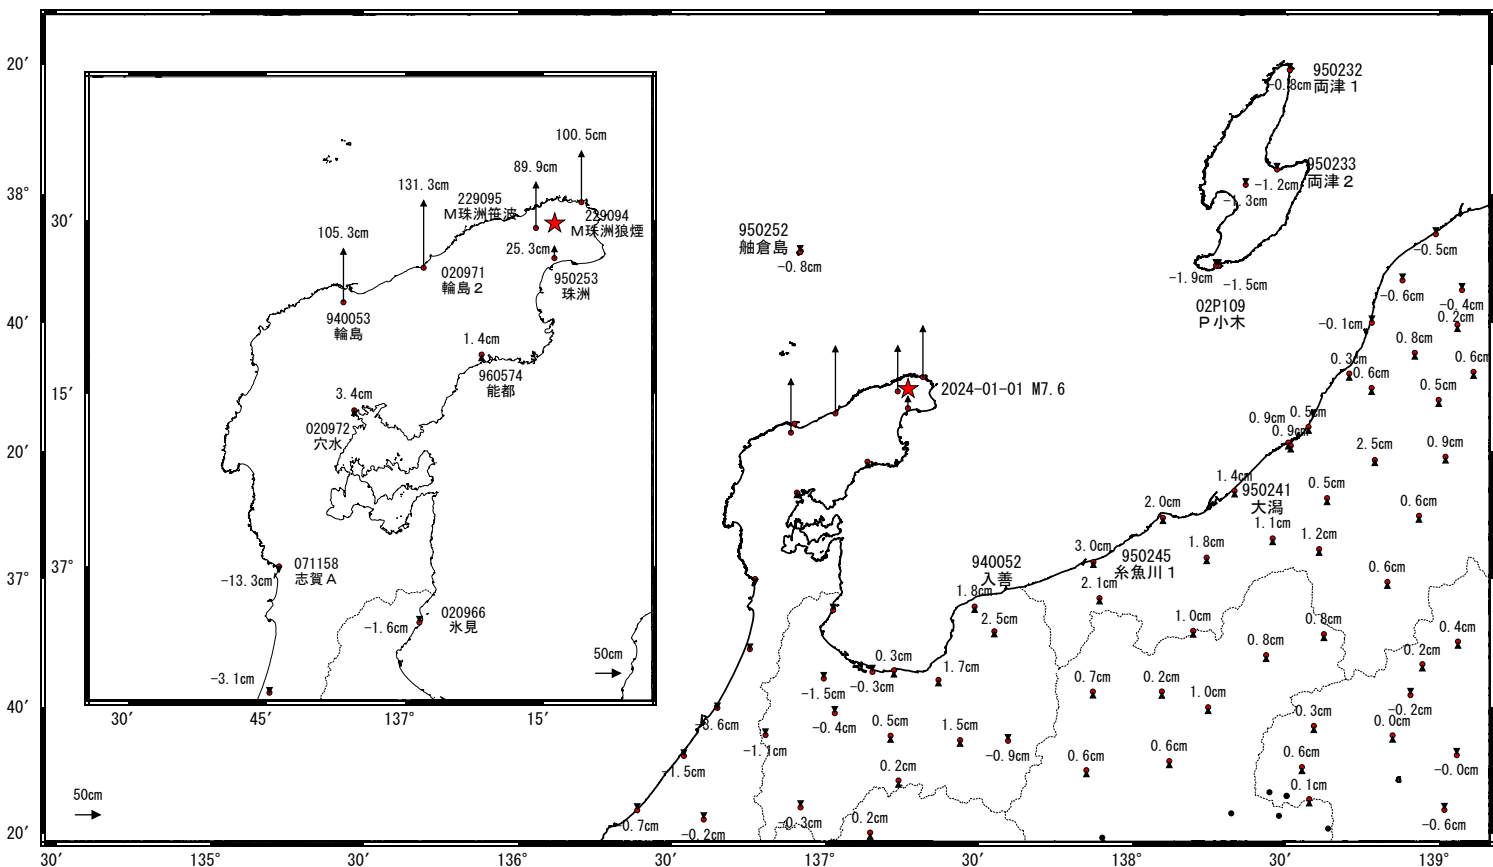 20′
38°
40′
20′
37°
40′
20′
30′
135°
30′
136°
30′
137°
30′
138°
30′
139°
50cm
30′
15′
37°
30′
45′
137°
15′
50cm
100.5cm
89.9cm
131.3cm
229095
M珠洲笹波
229094
M珠洲狼煙
105.3cm
25.3cm
020971
輪島2
950253
珠洲
940053
輪島
1.4cm
960574
能都
3.4cm
020972
穴水
071158
志賀A
-13.3cm
020966
氷見
-1.6cm
-3.1cm
950232
両津1
-0.8cm
950233
両津2
-1.2cm
-1.3cm
950252
舳倉島
-0.8cm
-1.9cm
-1.5cm
02P109
P小木
-0.5cm
-0.6cm
-0.4cm
0.2cm
-0.1cm
0.8cm
0.3cm
0.6cm
0.6cm
0.5cm
2024-01-01 M7.6
0.9cm
0.5cm
0.9cm
2.5cm
0.9cm
1.4cm
950241
大潟
0.5cm
2.0cm
0.6cm
1.1cm
1.2cm
3.0cm
950245
糸魚川1
1.8cm
940052
入善
1.8cm
2.1cm
0.6cm
2.5cm
1.0cm
0.8cm
0.4cm
0.8cm
0.2cm
0.3cm
1.7cm
-0.3cm
-1.5cm
0.7cm
0.2cm
1.0cm
-0.2cm
-3.6cm
-0.4cm
0.5cm
1.5cm
-0.9cm
0.3cm
0.0cm
-1.1cm
-1.5cm
0.2cm
0.6cm
0.6cm
0.6cm
-0.0cm
0.1cm
-0.7cm
-0.2cm
-0.3cm
0.2cm
-0.6cm